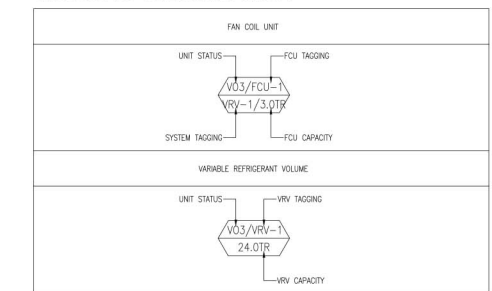 FAN COIL UNIT
UNIT STATUS FCU TAGGING
VO3/FCU-1
VRV-1/3.0TR
SYSTEM TAGGING FCU CAPACITY
VARIABLE REFRIGERANT VOLUME
UNIT STATUS VRV TAGGING
VO3/VRV-1
24.0TR
VRV CAPACITY